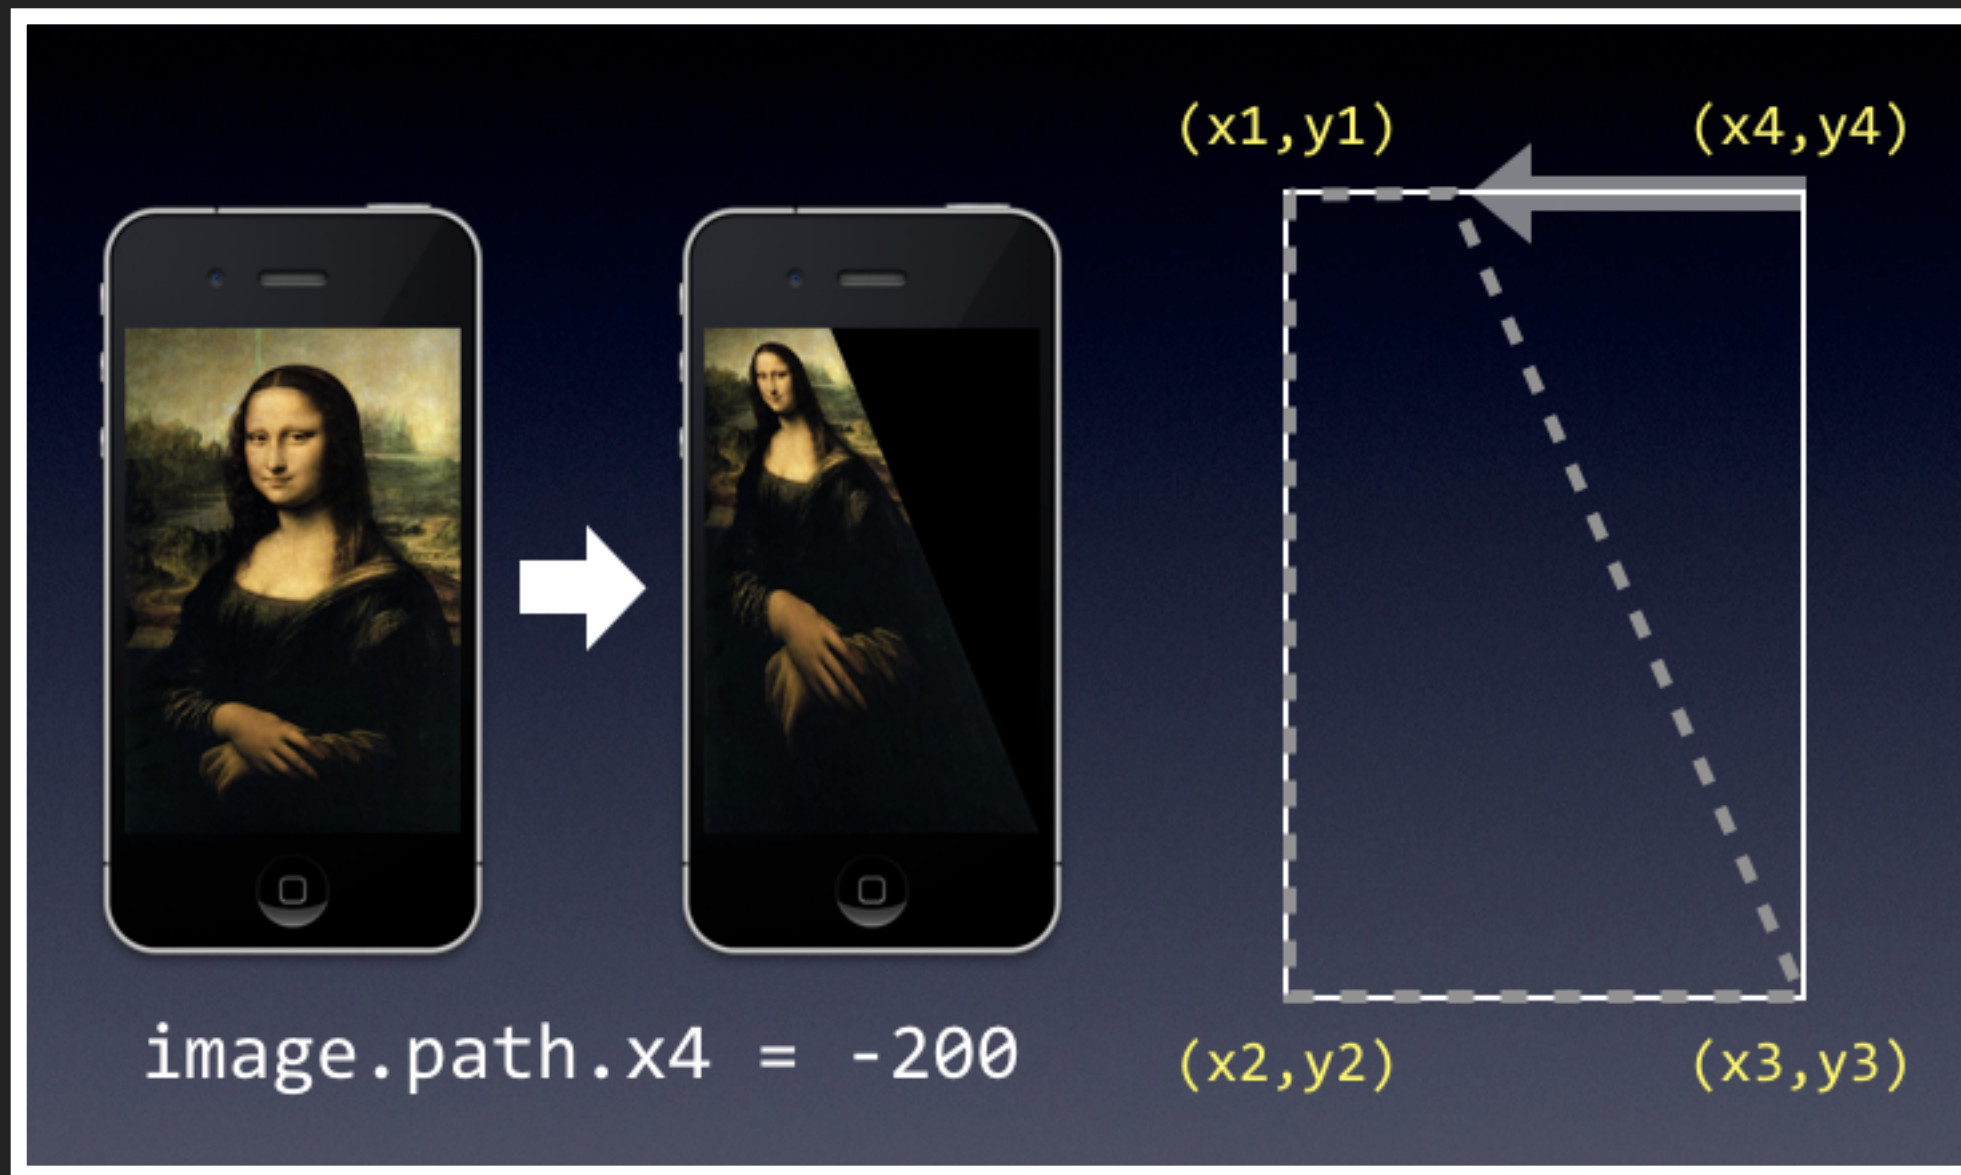 (x1,y1)
(x4,y4)
image.path.x4 = -200
(x2,y2)
(x3,y3)